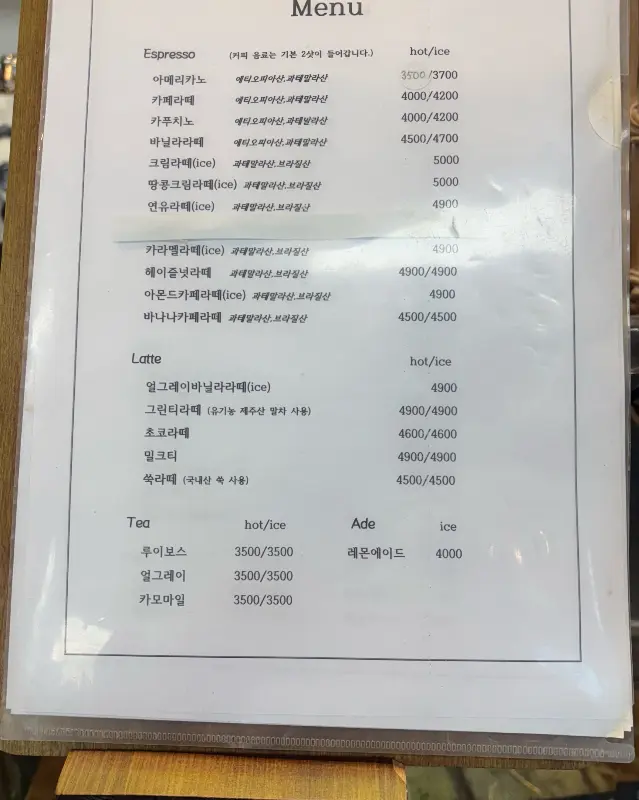 Menu
Espresso (커피 음료는 기본 2샷이 들어갑니다.) hot/ice
아메리카노 에티오피아산,과테말라산 3500/3700
카페라떼 에티오피아산,과테말라산 4000/4200
카푸치노 에티오피아산,과테말라산 4000/4200
바닐라라떼 에티오피아산,과테말라산 4500/4700
크림라떼(ice) 과테말라산,브라질산 5000
땅콩크림라떼(ice) 과테말라산,브라질산 5000
연유라떼(ice) 과테말라산,브라질산 4900
카라멜라떼(ice) 과테말라산,브라질산 4900
헤이즐넛라떼 과테말라산,브라질산 4900/4900
아몬드카페라떼(ice) 과테말라산,브라질산 4900
바나나카페라떼 과테말라산,브라질산 4500/4500
Latte hot/ice
얼그레이바닐라라떼(ice) 4900
그린티라떼 (유기농 제주산 말차 사용) 4900/4900
초코라떼 4600/4600
밀크티 4900/4900
쑥라떼 (국내산 쑥 사용) 4500/4500
Tea hot/ice Ade ice
루이보스 3500/3500 레몬에이드 4000
얼그레이 3500/3500
카모마일 3500/3500